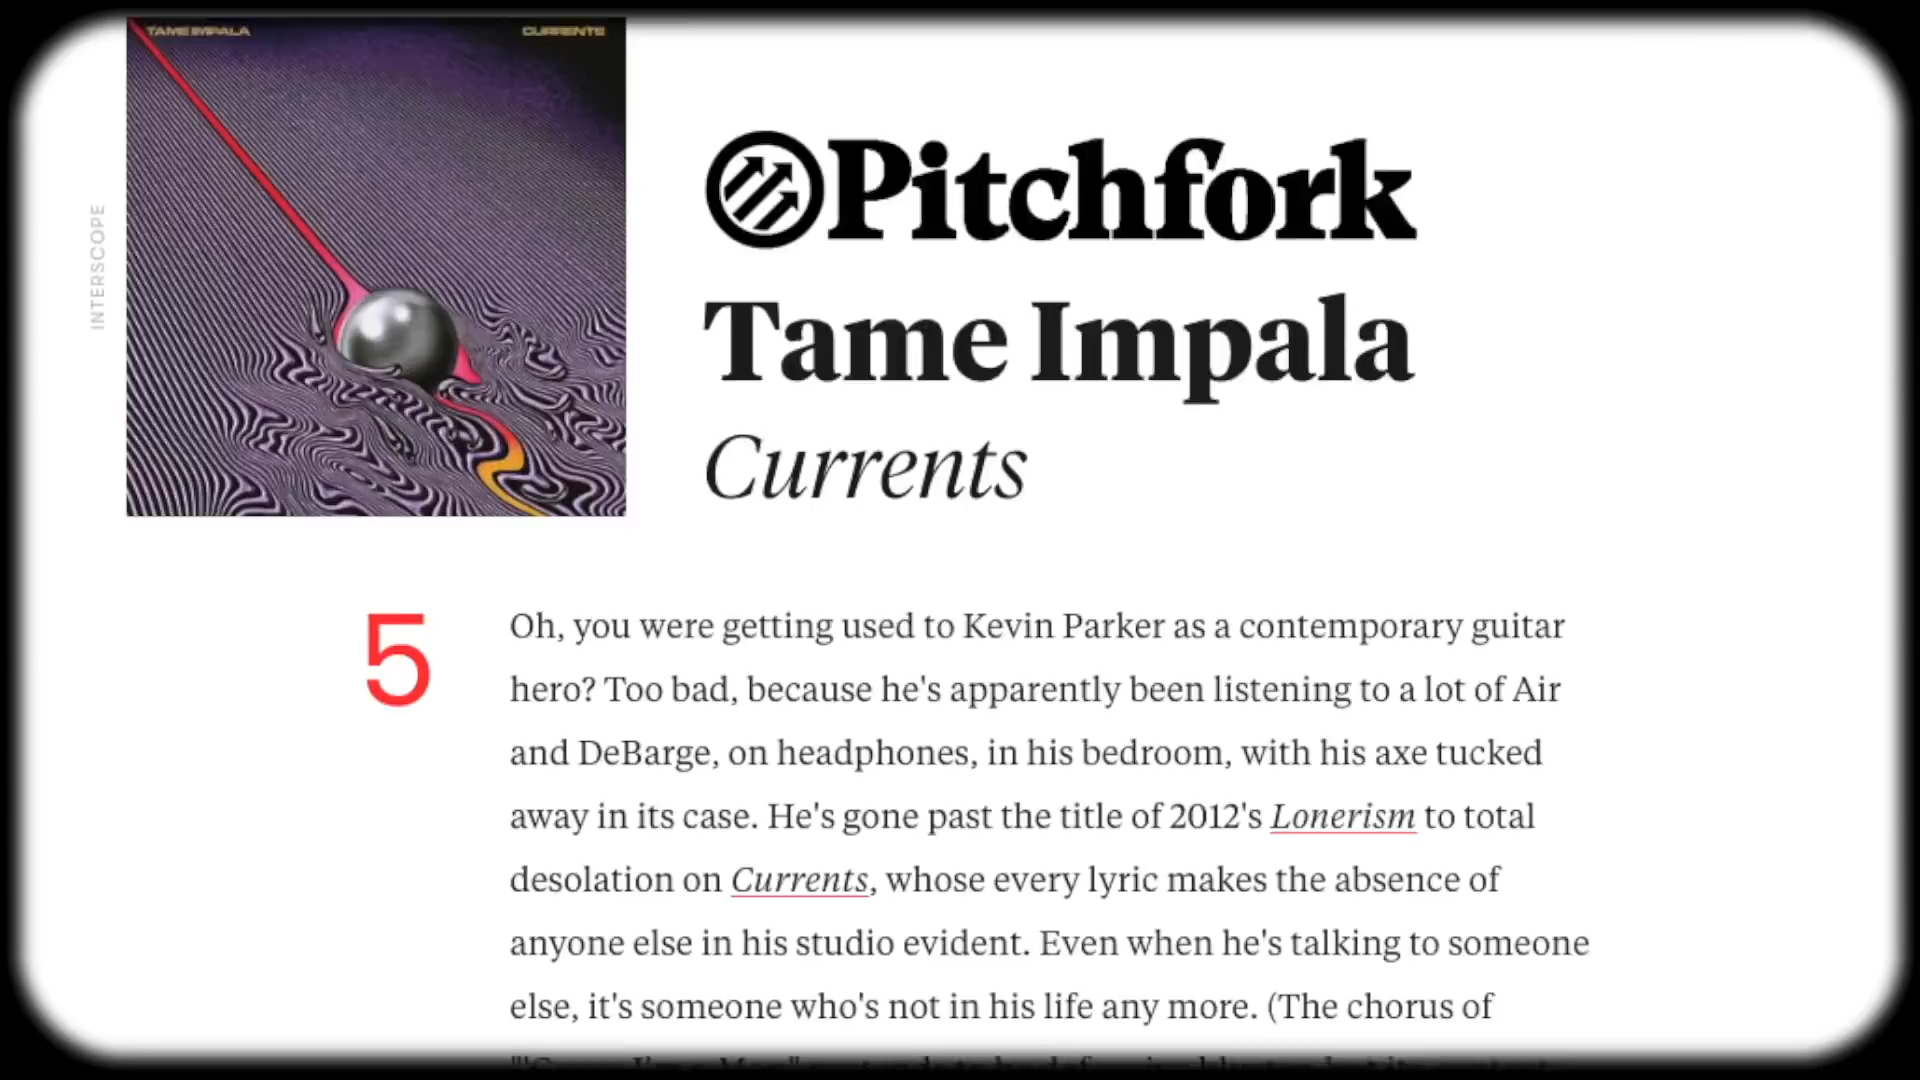 TAME IMPALA
CURRENTS
INTERSCOPE
Pitchfork
Tame Impala
Currents
5
Oh, you were getting used to Kevin Parker as a contemporary guitar
hero? Too bad, because he's apparently been listening to a lot of Air
and DeBarge, on headphones, in his bedroom, with his axe tucked
away in its case. He's gone past the title of 2012's Lonerism to total
desolation on Currents, whose every lyric makes the absence of
anyone else in his studio evident. Even when he's talking to someone
else, it's someone who's not in his life any more. (The chorus of